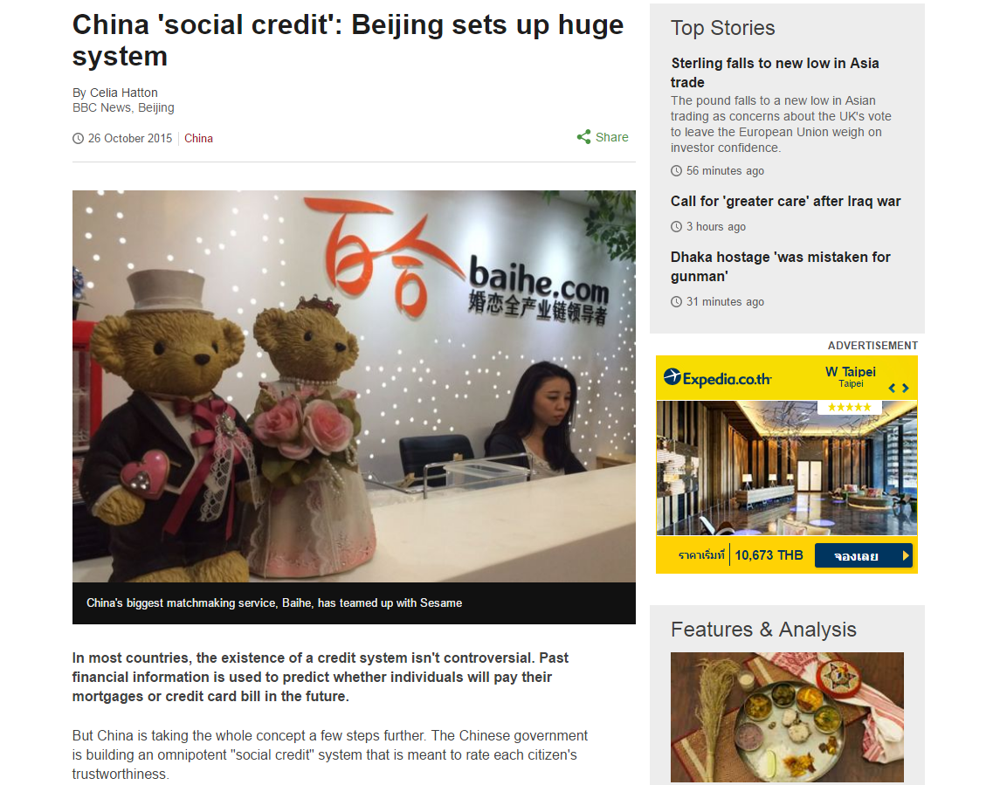 China 'social credit': Beijing sets up huge
system
By Celia Hatton
BBC News, Beijing
26 October 2015
China
Share
百合
baihe.com
婚恋全产业链领导者
China's biggest matchmaking service, Baihe, has teamed up with Sesame
In most countries, the existence of a credit system isn't controversial. Past
financial information is used to predict whether individuals will pay their
mortgages or credit card bill in the future.
But China is taking the whole concept a few steps further. The Chinese government
is building an omnipotent "social credit" system that is meant to rate each citizen's
trustworthiness.
Top Stories
Sterling falls to new low in Asia
trade
The pound falls to a new low in Asian
trading as concerns about the UK's vote
to leave the European Union weigh on
investor confidence.
56 minutes ago
Call for 'greater care' after Iraq war
3 hours ago
Dhaka hostage 'was mistaken for
gunman'
31 minutes ago
ADVERTISEMENT
Expedia.co.th
W Taipei
Taipei
ราคาเริ่มที่
10,673 THB
จองเลย
Features & Analysis